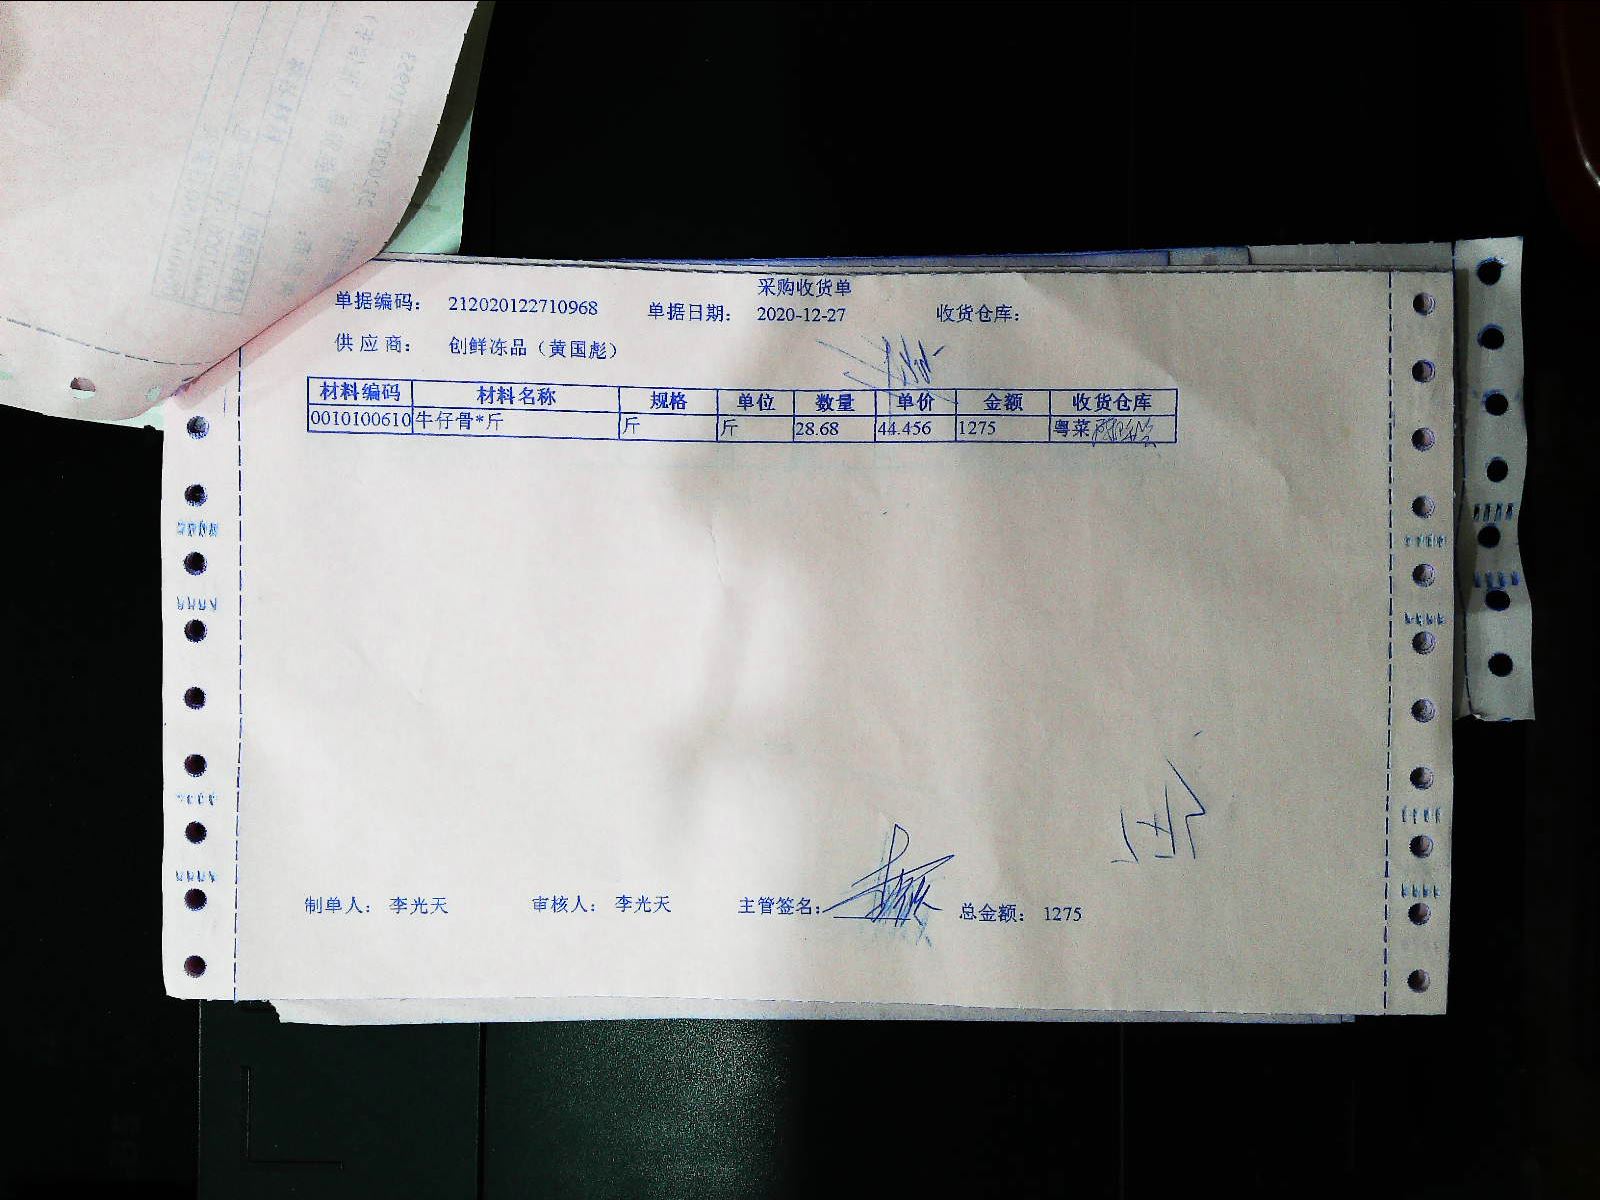 采购收货单
单据编码: 212020122710968 单据日期: 2020-12-27 收货仓库:
供 应 商: 创鲜冻品（黄国彪）
材料编码 材料名称 规格 单位 数量 单价 金额 收货仓库
0010100610 牛仔骨*斤 斤 斤 28.68 44.456 1275 粤菜
制单人: 李光天 审核人: 李光天 主管签名: 总金额: 1275